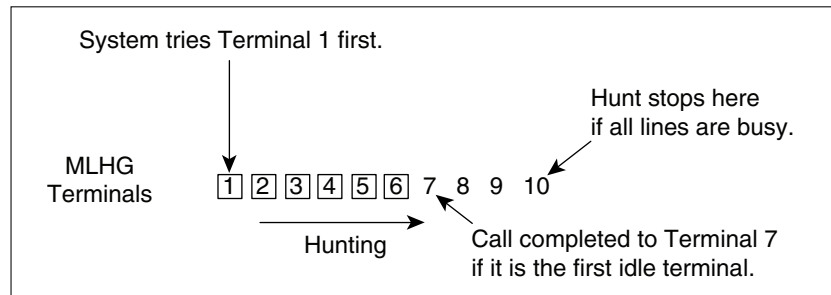 System tries Terminal 1 first.
Hunt stops here
if all lines are busy.
MLHG
Terminals
1 2 3 4 5 6 7 8 9 10
Hunting
Call completed to Terminal 7
if it is the first idle terminal.